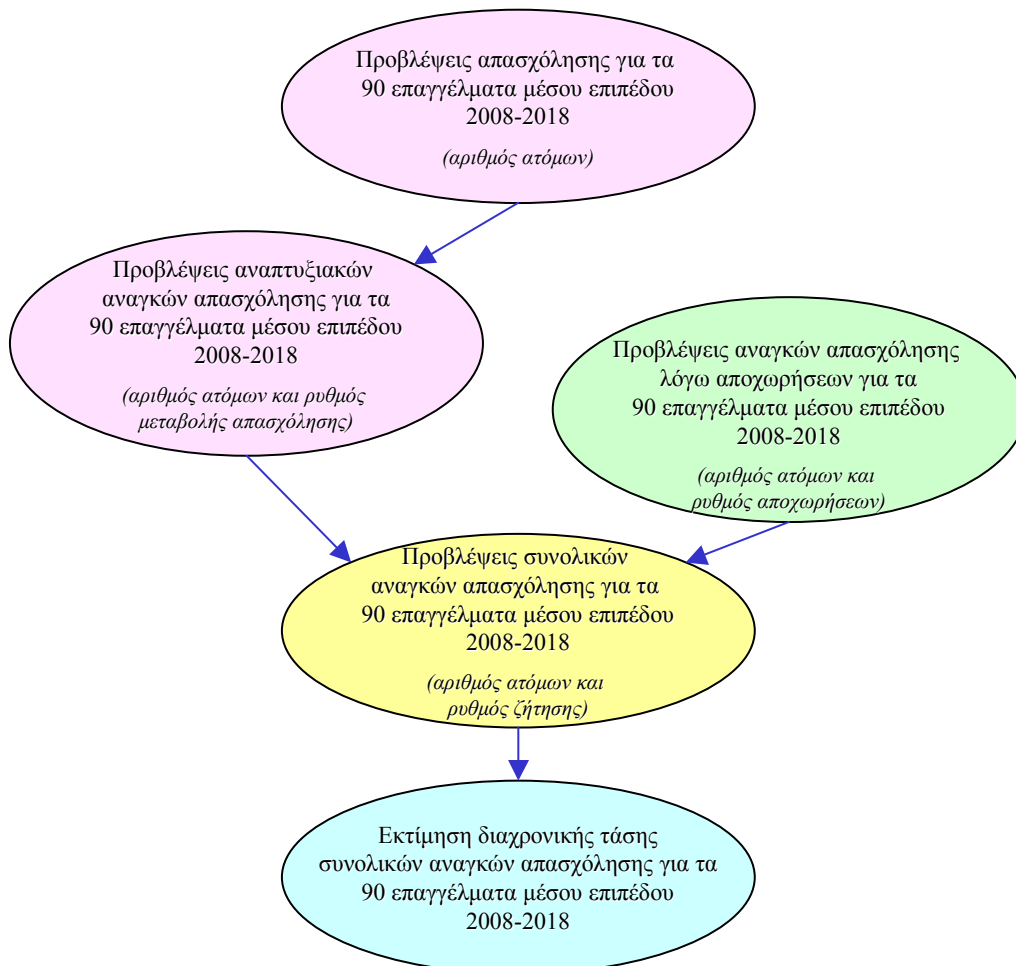 Προβλέψεις απασχόλησης για τα
90 επαγγέλματα μέσου επιπέδου
2008-2018
(αριθμός ατόμων)
Προβλέψεις αναπτυξιακών
αναγκών απασχόλησης για τα
90 επαγγέλματα μέσου επιπέδου
2008-2018
(αριθμός ατόμων και ρυθμός
μεταβολής απασχόλησης)
Προβλέψεις αναγκών απασχόλησης
λόγω αποχωρήσεων για τα
90 επαγγέλματα μέσου επιπέδου
2008-2018
(αριθμός ατόμων και
ρυθμός αποχωρήσεων)
Προβλέψεις συνολικών
αναγκών απασχόλησης για τα
90 επαγγέλματα μέσου επιπέδου
2008-2018
(αριθμός ατόμων και
ρυθμός ζήτησης)
Εκτίμηση διαχρονικής τάσης
συνολικών αναγκών απασχόλησης για τα
90 επαγγέλματα μέσου επιπέδου
2008-2018